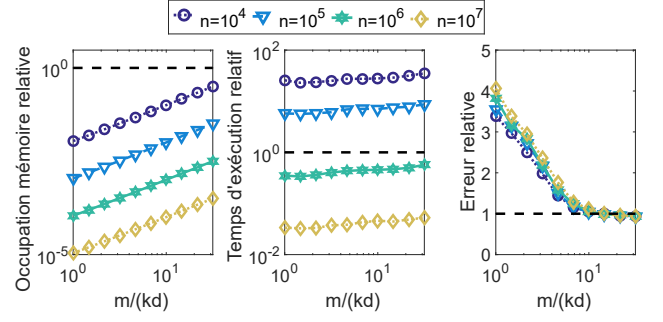 n=10^4 n=10^5 n=10^6 n=10^7
Occupation mémoire relative
10^0
10^-5
10^0 10^1
m/(kd)
Temps d'exécution relatif
10^2
10^0
10^-2
10^0 10^1
m/(kd)
Erreur relative
5
4
3
2
1
0
10^0 10^1
m/(kd)